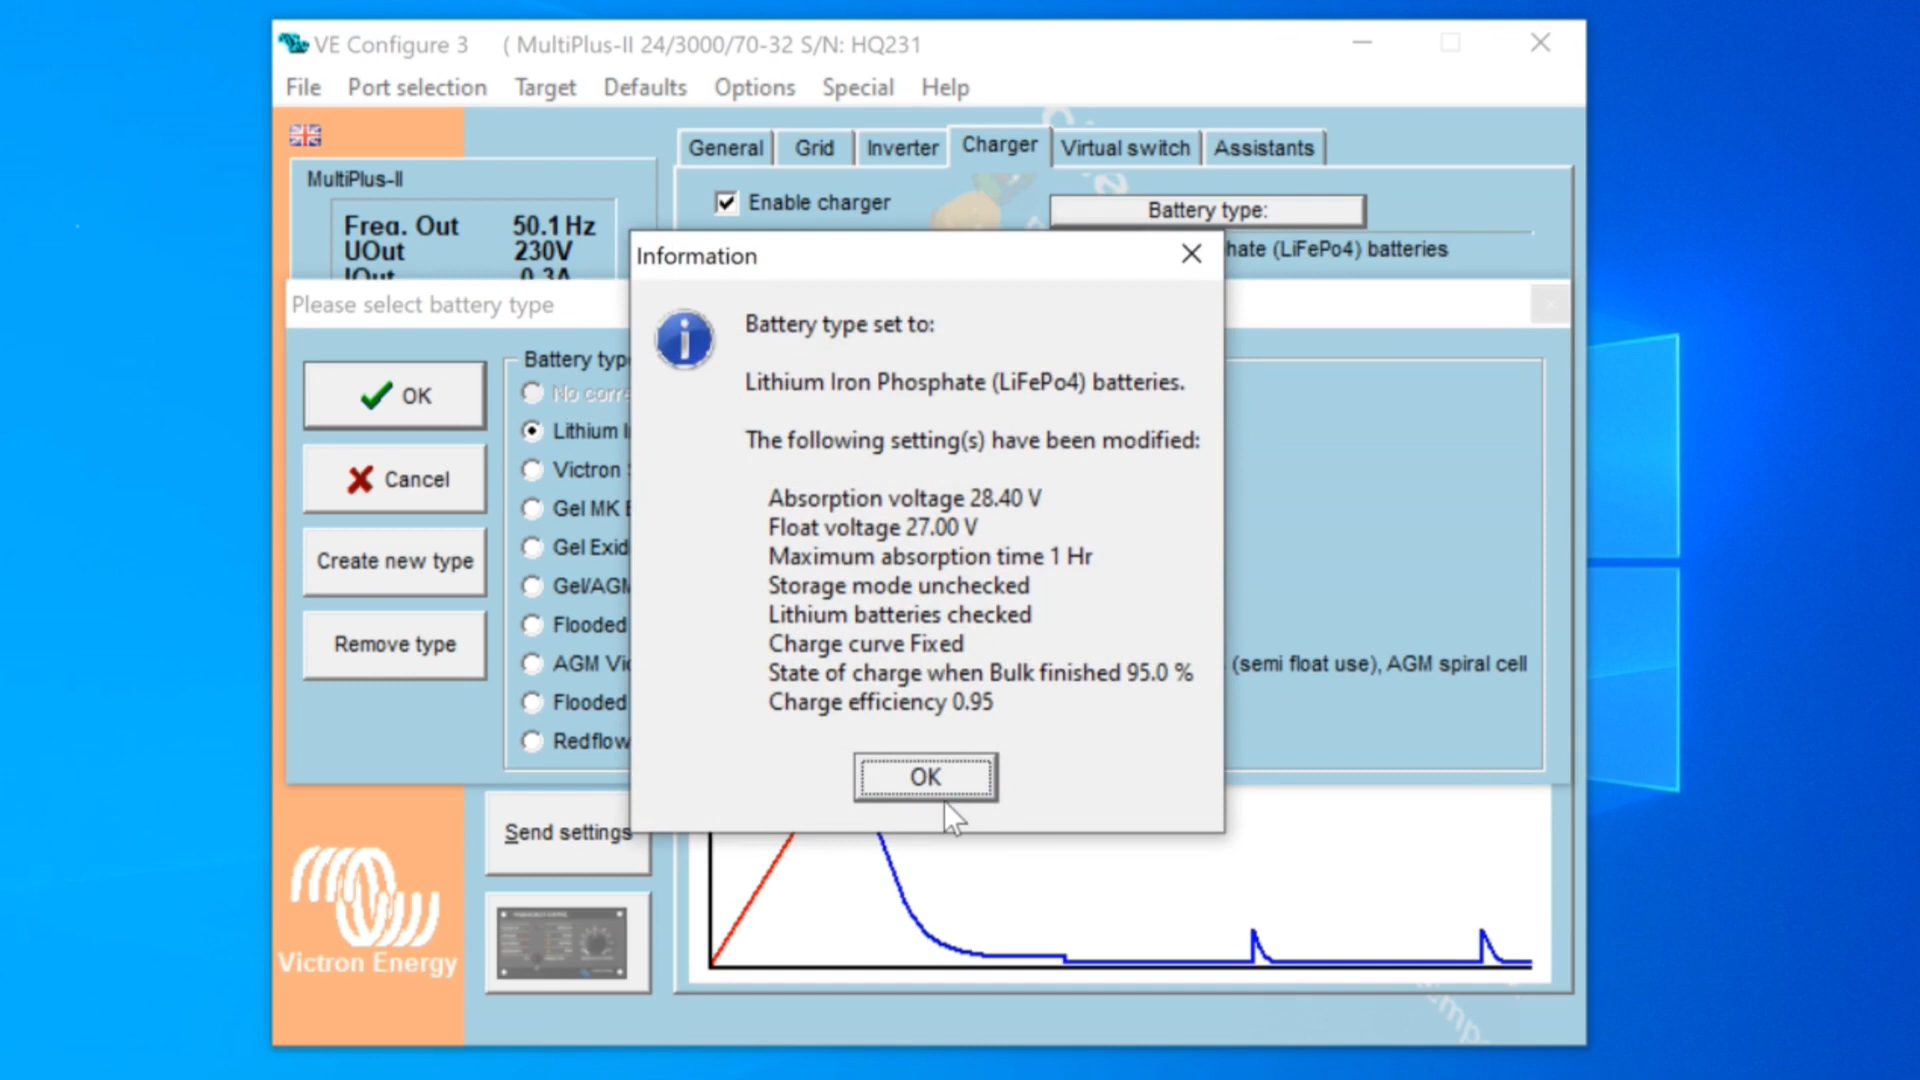 VE Configure 3 ( MultiPlus-II 24/3000/70-32 S/N: HQ231
File Port selection Target Defaults Options Special Help
General Grid Inverter Charger Virtual switch Assistants
MultiPlus-II
Enable charger
Battery type:
Freq. Out 50.1 Hz
UOut 230V
IOut 0.3A
hate (LiFePo4) batteries
Please select battery type
OK
Cancel
Create new type
Remove type
Battery typ
No corre
Lithium I
Victron
Gel MK
Gel Exid
Gel/AGM
Flooded
AGM Vic
Flooded
Redflow
(semi float use), AGM spiral cell
Information
Battery type set to:
Lithium Iron Phosphate (LiFePo4) batteries.
The following setting(s) have been modified:
Absorption voltage 28.40 V
Float voltage 27.00 V
Maximum absorption time 1 Hr
Storage mode unchecked
Lithium batteries checked
Charge curve Fixed
State of charge when Bulk finished 95.0 %
Charge efficiency 0.95
OK
Send settings
Victron Energy